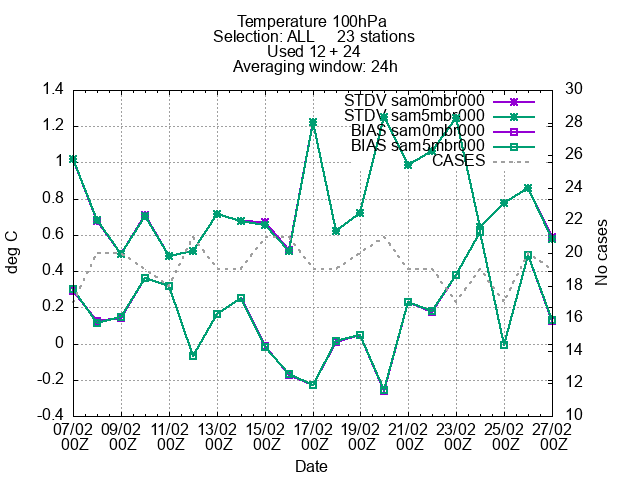 Temperature 100hPa
Selection: ALL 23 stations
Used 12 + 24
Averaging window: 24h
STDV sam0mbr000
STDV sam5mbr000
BIAS sam0mbr000
BIAS sam5mbr000
CASES
deg C
1.4
1.2
1
0.8
0.6
0.4
0.2
0
-0.2
-0.4
No cases
30
28
26
24
22
20
18
16
14
12
10
07/02 09/02 11/02 13/02 15/02 17/02 19/02 21/02 23/02 25/02 27/02
00Z 00Z 00Z 00Z 00Z 00Z 00Z 00Z 00Z 00Z 00Z
Date